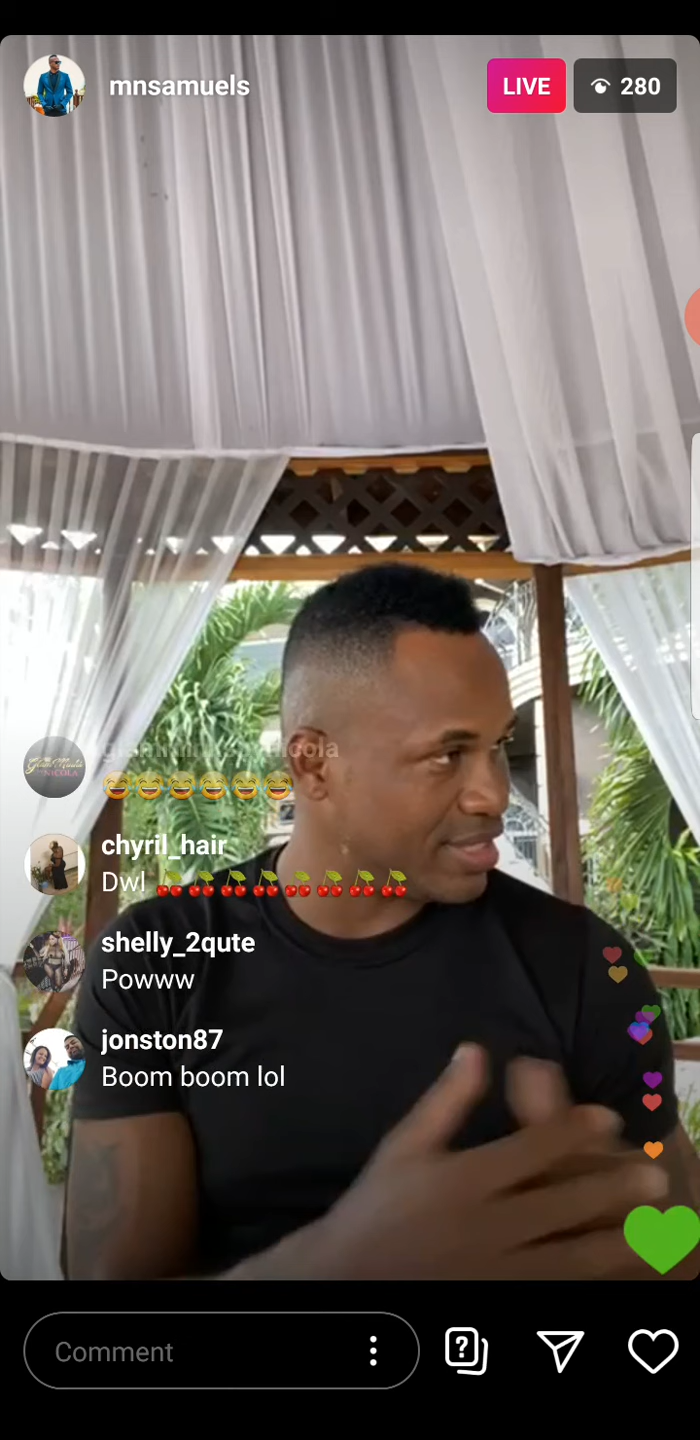 mnsamuels
LIVE
280
😂😂😂😂😂😂
chyril_hair
Dwl 🍒🍒🍒🍒🍒🍒🍒🍒
shelly_2qute
Powww
jonston87
Boom boom lol
Comment